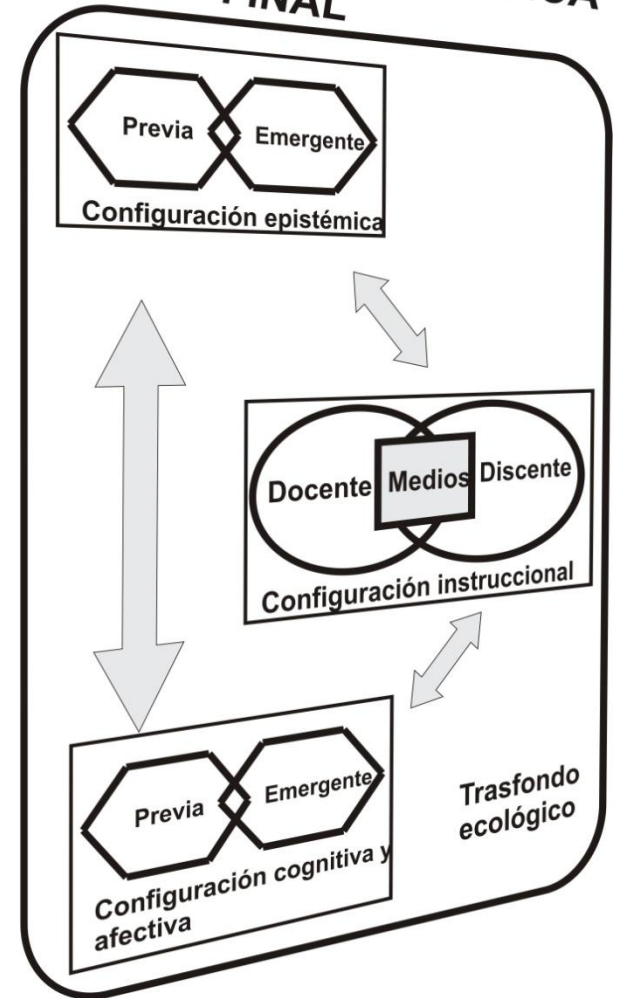 FINAL
Previa
Emergente
Configuración epistémica
Docente
Medios
Discente
Configuración instruccional
Previa
Emergente
Configuración cognitiva y
afectiva
Trasfondo
ecológico